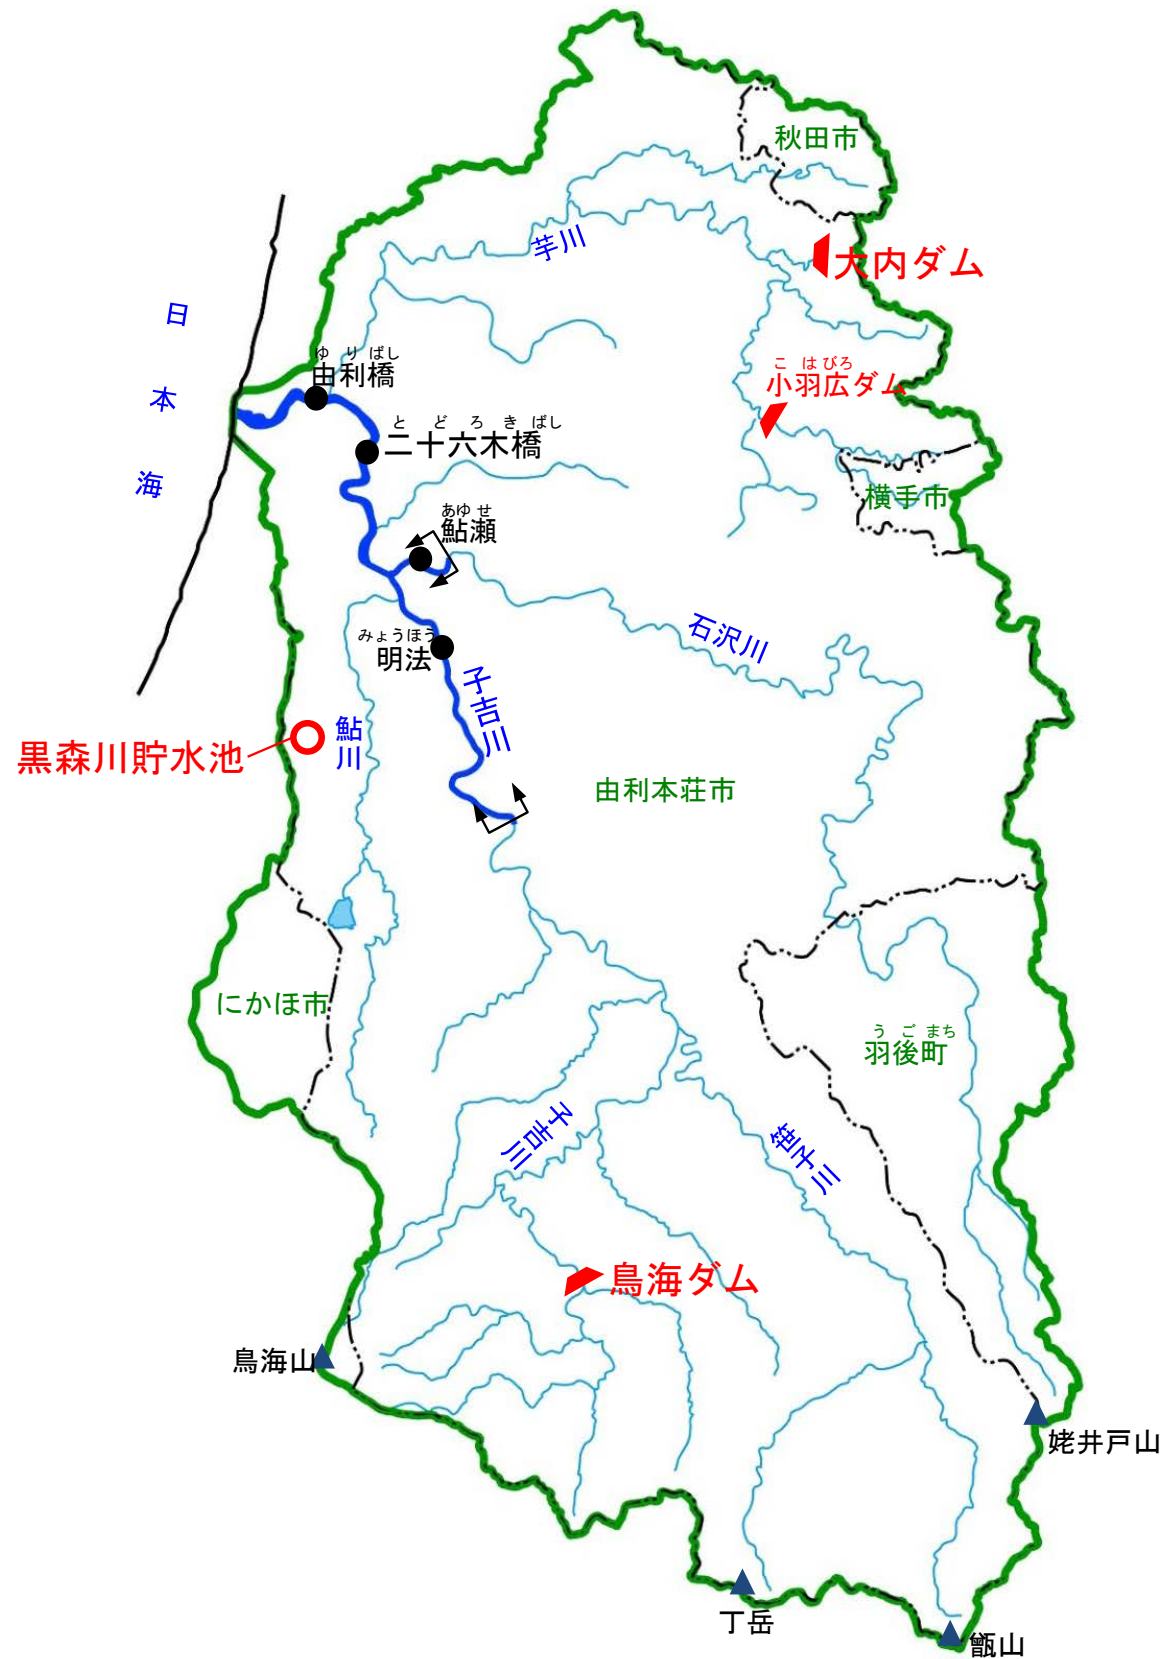 秋田市
芋川
大内ダム
日本海
ゆりばし
由利橋
こはびろ
小羽広ダム
とどろきばし
二十六木橋
横手市
あゆせ
鮎瀬
石沢川
みょうほう
明法
子吉川
鮎川
黒森川貯水池
由利本荘市
にかほ市
うごまち
羽後町
子吉川
笹子川
鳥海ダム
鳥海山
姥井戸山
丁岳
甑山